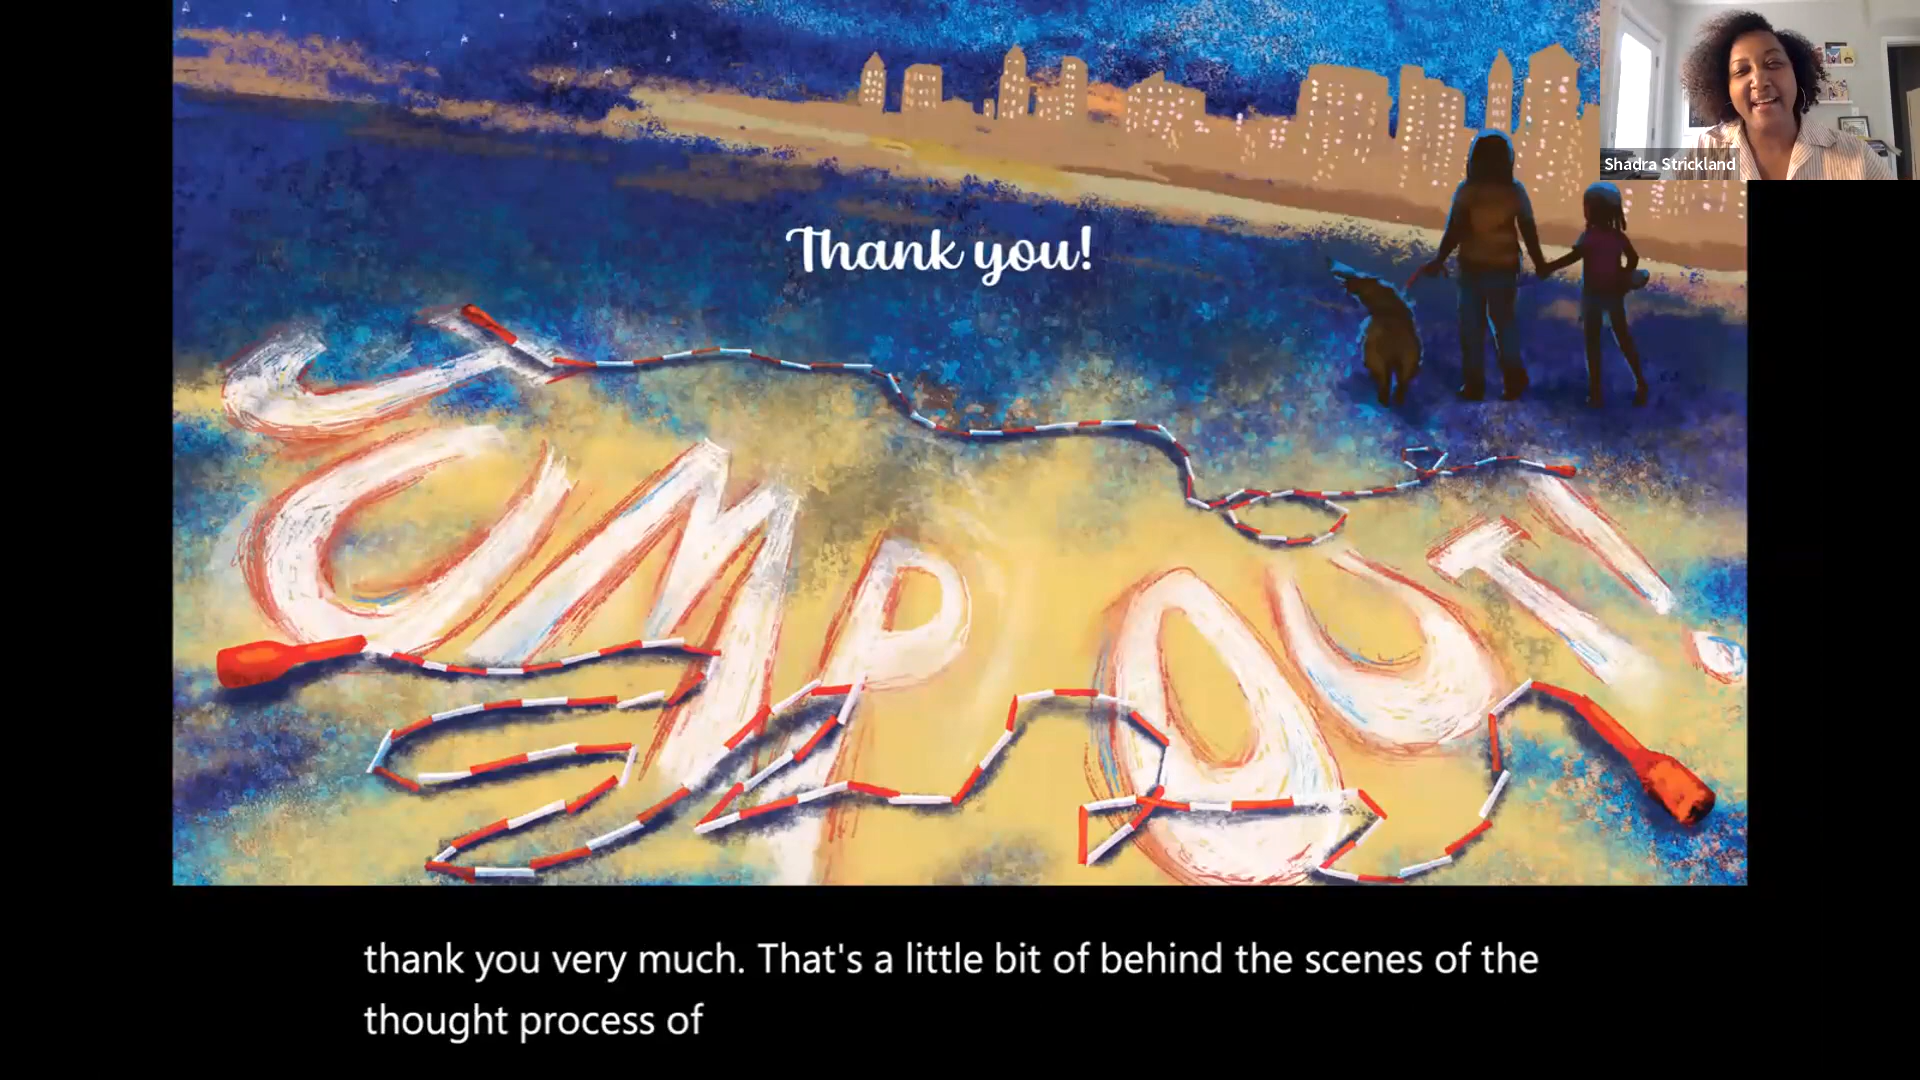 Shadra Strickland
Thank you!
JUMP OUT!
thank you very much. That's a little bit of behind the scenes of the
thought process of